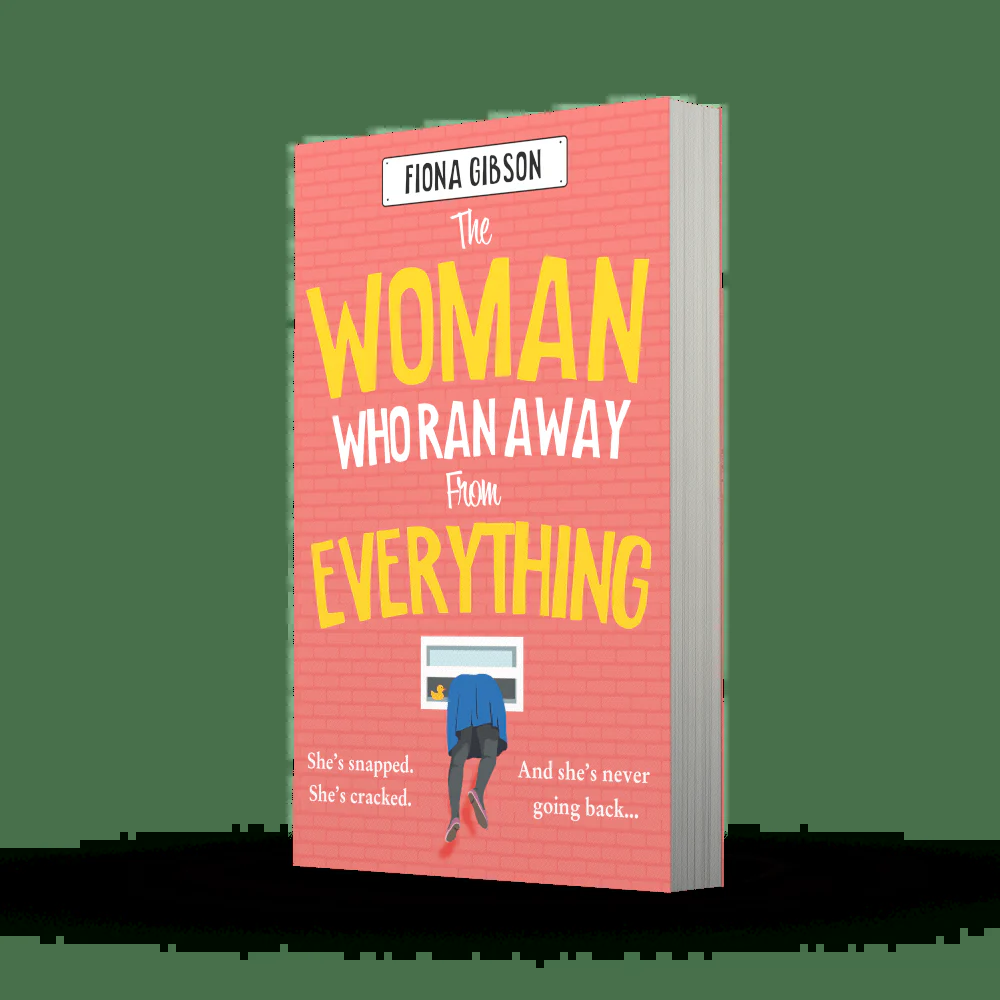 FIONA GIBSON
The
WOMAN
WHO RAN AWAY
From
EVERYTHING
She's snapped.
She's cracked.
And she's never
going back...